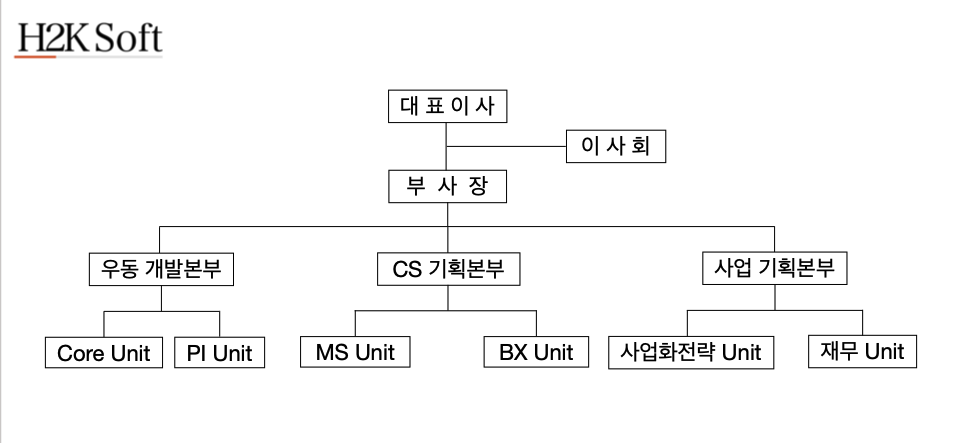 H2K Soft
대 표 이 사
이 사 회
부 사 장
우동 개발본부
CS 기획본부
사업 기획본부
Core Unit
PI Unit
MS Unit
BX Unit
사업화전략 Unit
재무 Unit